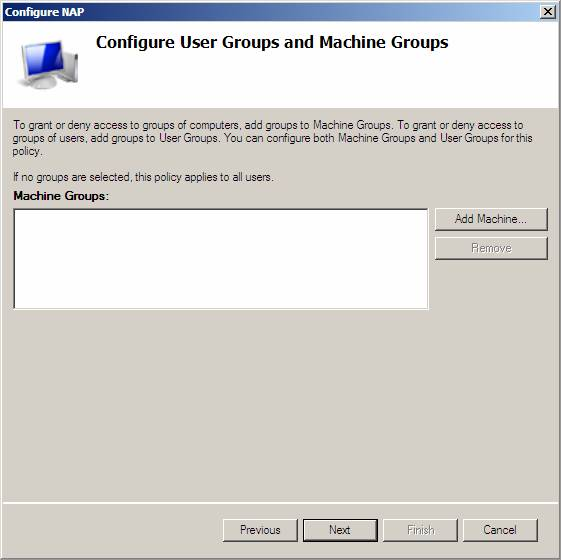 Configure NAP
Configure User Groups and Machine Groups
To grant or deny access to groups of computers, add groups to Machine Groups. To grant or deny access to
groups of users, add groups to User Groups. You can configure both Machine Groups and User Groups for this
policy.
If no groups are selected, this policy applies to all users.
Machine Groups:
Add Machine...
Remove
Previous
Next
Finish
Cancel